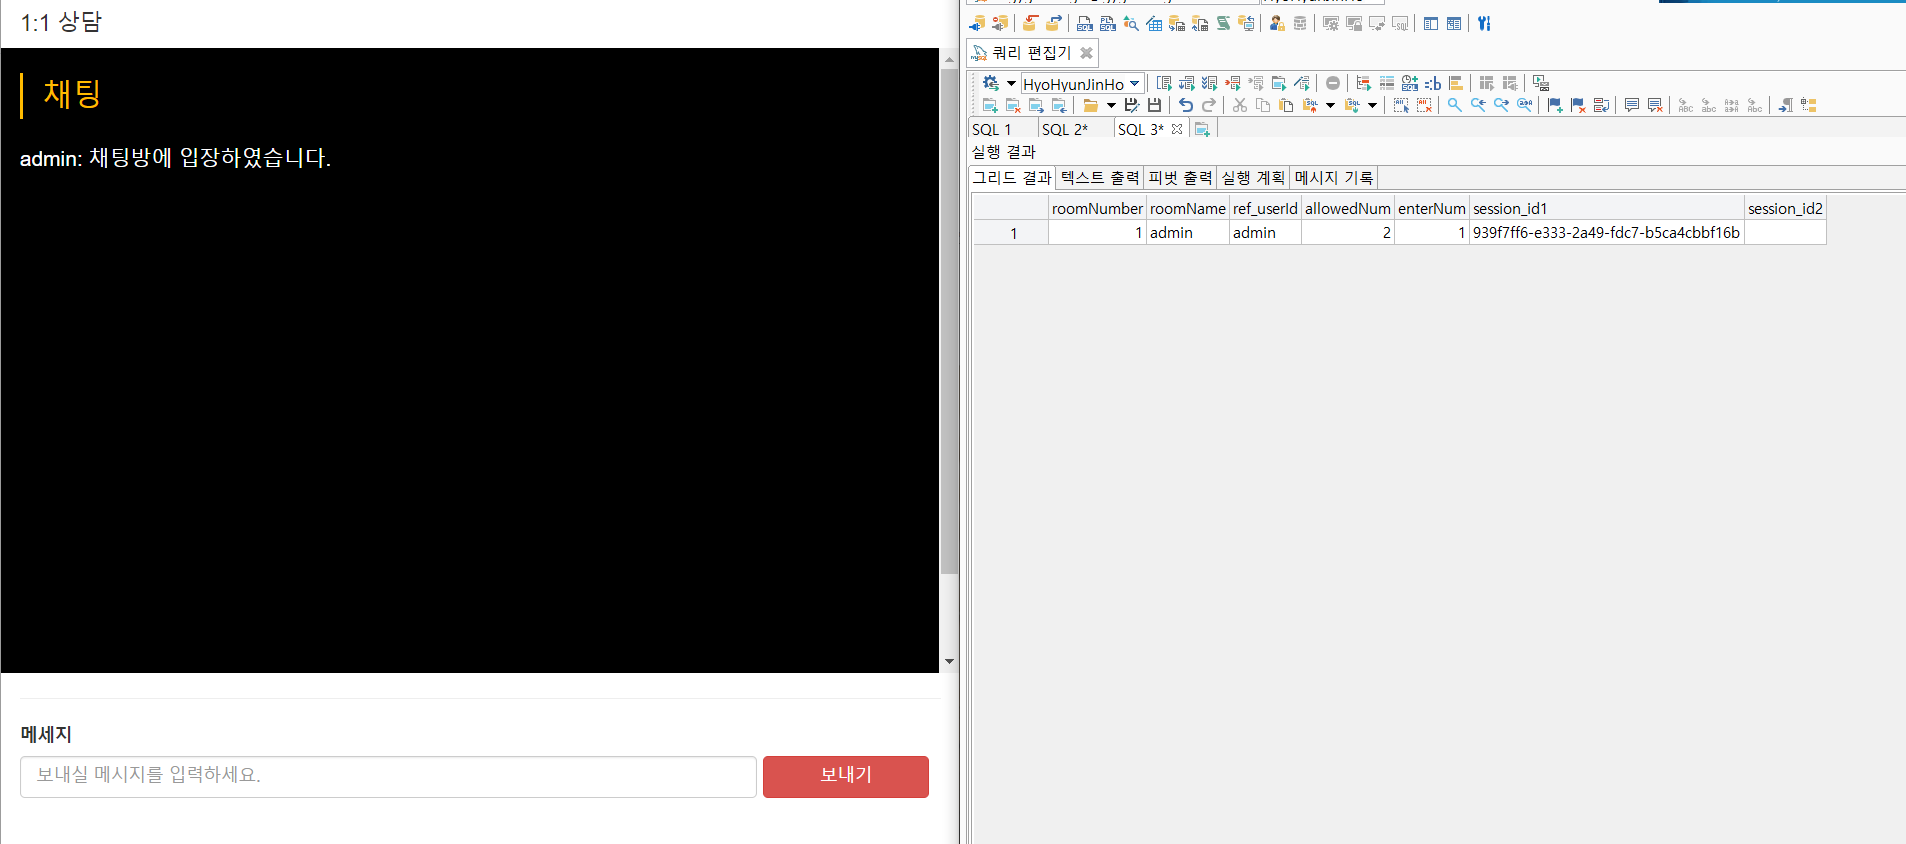 1:1 상담
채팅
admin: 채팅방에 입장하였습니다.
메세지
보내실 메시지를 입력하세요.
보내기
쿼리 편집기
HyoHyunJinHo
SQL 1 SQL 2* SQL 3*
실행 결과
그리드 결과 텍스트 출력 피벗 출력 실행 계획 메시지 기록
roomNumber roomName ref_userId allowedNum enterNum session_id1 session_id2
1 1 admin admin 2 1 939f7ff6-e333-2a49-fdc7-b5ca4cbbf16b